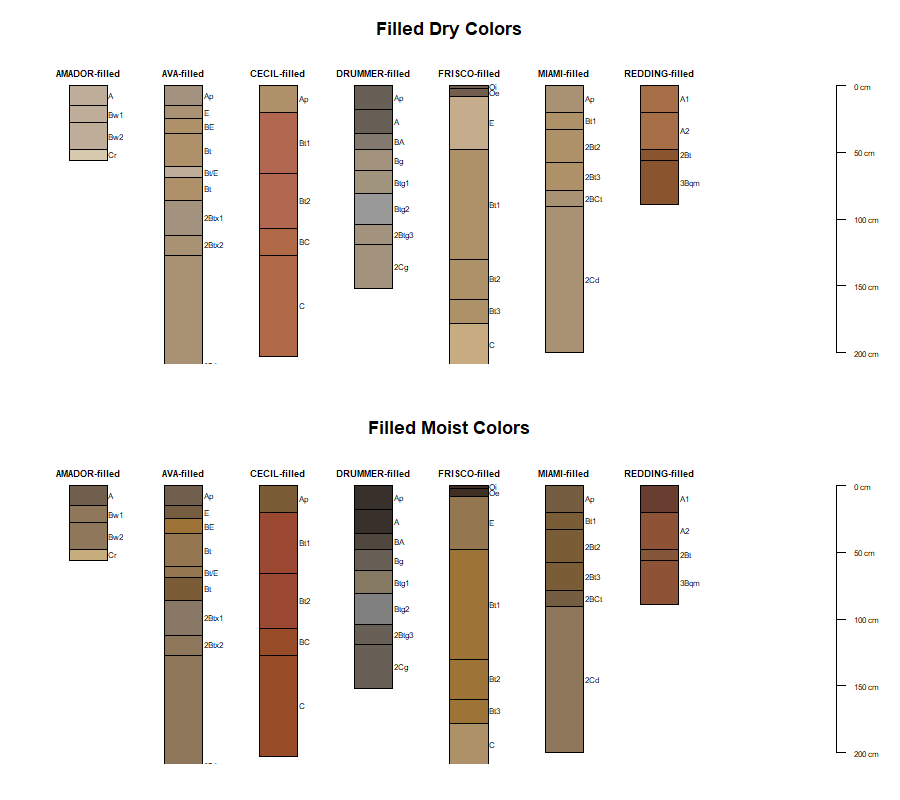 Filled Dry Colors
AMADOR-filled AVA-filled CECIL-filled DRUMMER-filled FRISCO-filled MIAMI-filled REDDING-filled
A
Bw1
Bw2
Cr
Ap
E
BE
Bt
Bt/E
Bt
2Btx1
2Btx2
Ap
Bt1
Bt2
BC
C
Ap
A
BA
Bg
Btg1
Btg2
2Btg3
2Cg
Oi
Oe
E
Bt1
Bt2
Bt3
C
Ap
Bt1
2Bt2
2Bt3
2BCt
2Cd
A1
A2
2Bt
3Bqm
0 cm
50 cm
100 cm
150 cm
200 cm
Filled Moist Colors
AMADOR-filled AVA-filled CECIL-filled DRUMMER-filled FRISCO-filled MIAMI-filled REDDING-filled
A
Bw1
Bw2
Cr
Ap
E
BE
Bt
Bt/E
Bt
2Btx1
2Btx2
Ap
Bt1
Bt2
BC
C
Ap
A
BA
Bg
Btg1
Btg2
2Btg3
2Cg
Oi
Oe
E
Bt1
Bt2
Bt3
C
Ap
Bt1
2Bt2
2Bt3
2BCt
2Cd
A1
A2
2Bt
3Bqm
0 cm
50 cm
100 cm
150 cm
200 cm